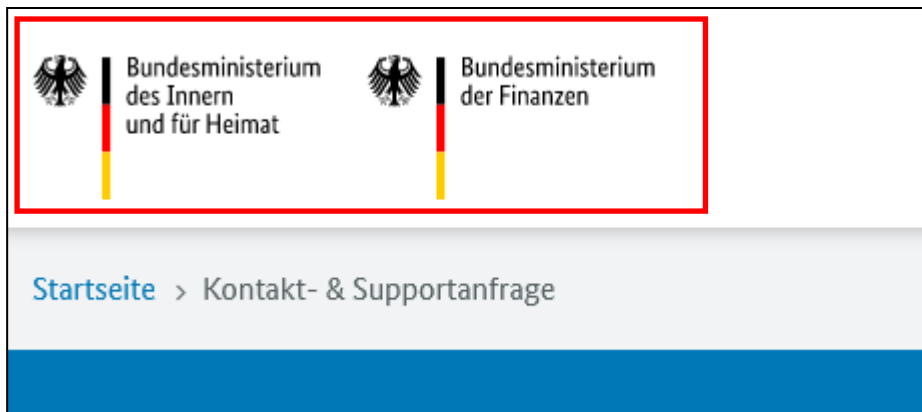 Bundesministerium
des Innern
und für Heimat
Bundesministerium
der Finanzen
Startseite > Kontakt- & Supportanfrage